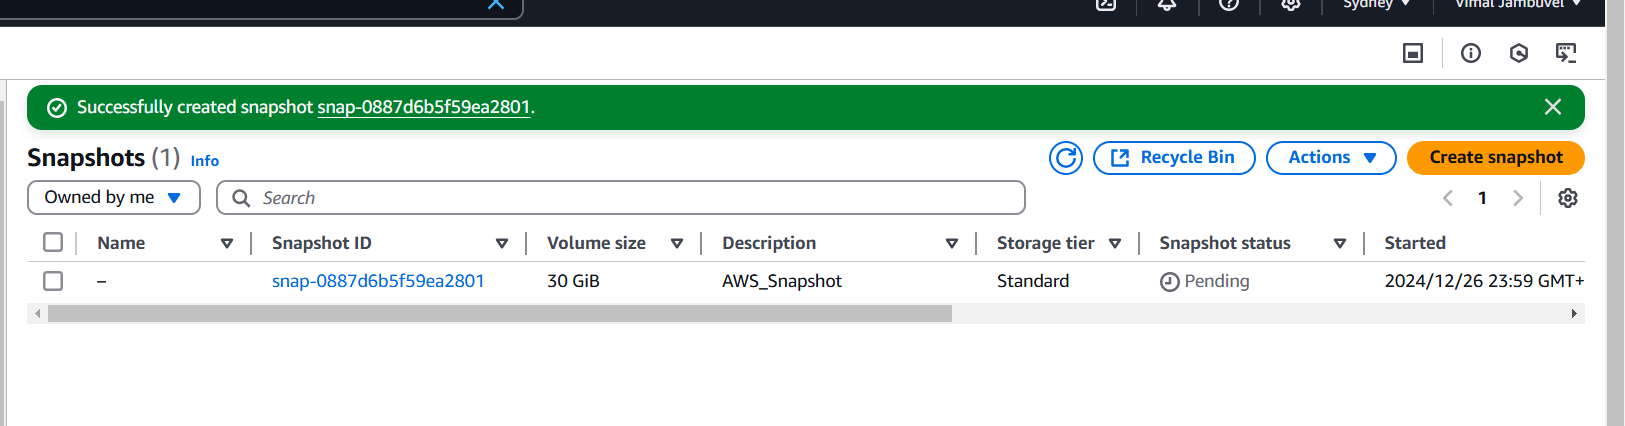 Sydney Vimal Jambuvel
Successfully created snapshot snap-0887d6b5f59ea2801.
Snapshots (1) Info Recycle Bin Actions Create snapshot
Owned by me Search 1
Name Snapshot ID Volume size Description Storage tier Snapshot status Started
– snap-0887d6b5f59ea2801 30 GiB AWS_Snapshot Standard Pending 2024/12/26 23:59 GMT+